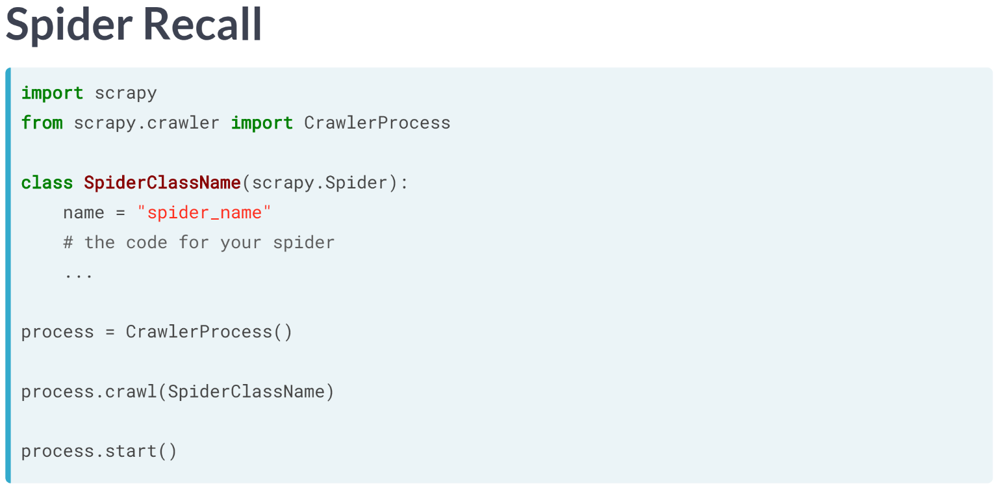 Spider Recall
import scrapy
from scrapy.crawler import CrawlerProcess
class SpiderClassName(scrapy.Spider):
    name = "spider_name"
    # the code for your spider
    ...
process = CrawlerProcess()
process.crawl(SpiderClassName)
process.start()